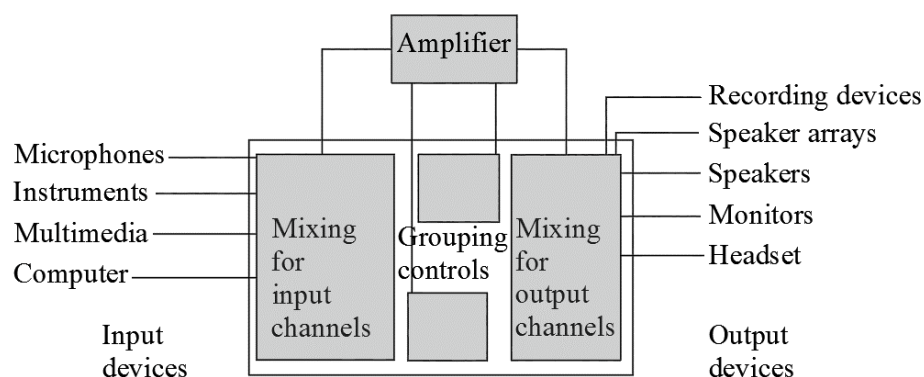 Amplifier
Recording devices
Speaker arrays
Speakers
Monitors
Headset
Microphones
Instruments
Multimedia
Computer
Mixing
for
input
channels
Grouping
controls
Mixing
for
output
channels
Input
devices
Output
devices